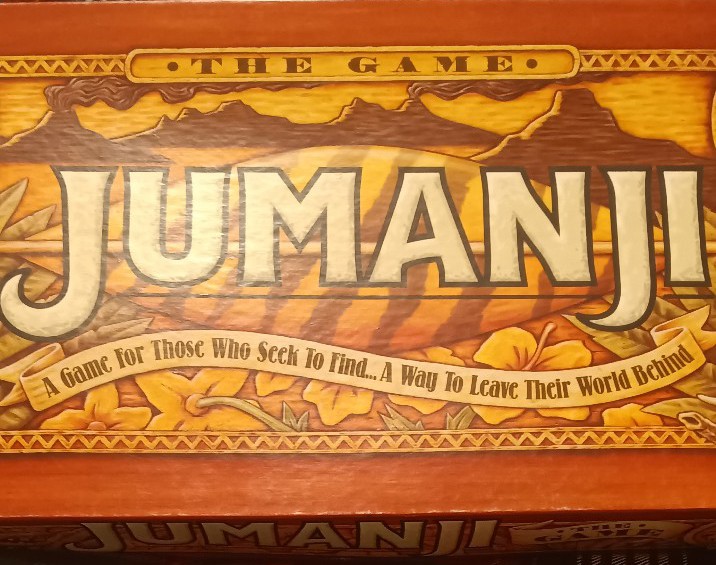 • THE GAME •
JUMANJI
A Game For Those Who Seek To Find... A Way To Leave Their World Behind
JUMANJI
• THE •
GAME